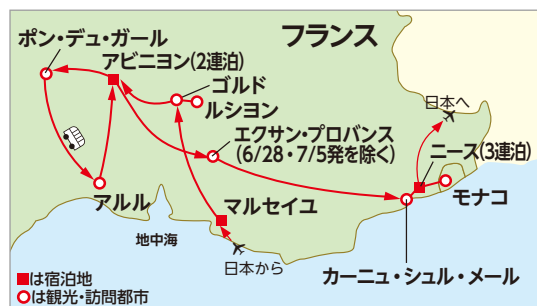 フランス
ポン・デュ・ガール
アビニヨン(2連泊)
ゴルド
ルシヨン
エクサン・プロバンス
(6/28・7/5発を除く)
日本へ
ニース(3連泊)
モナコ
アルル
マルセイユ
地中海
日本から
カーニュ・シュル・メール
■は宿泊地
○は観光・訪問都市